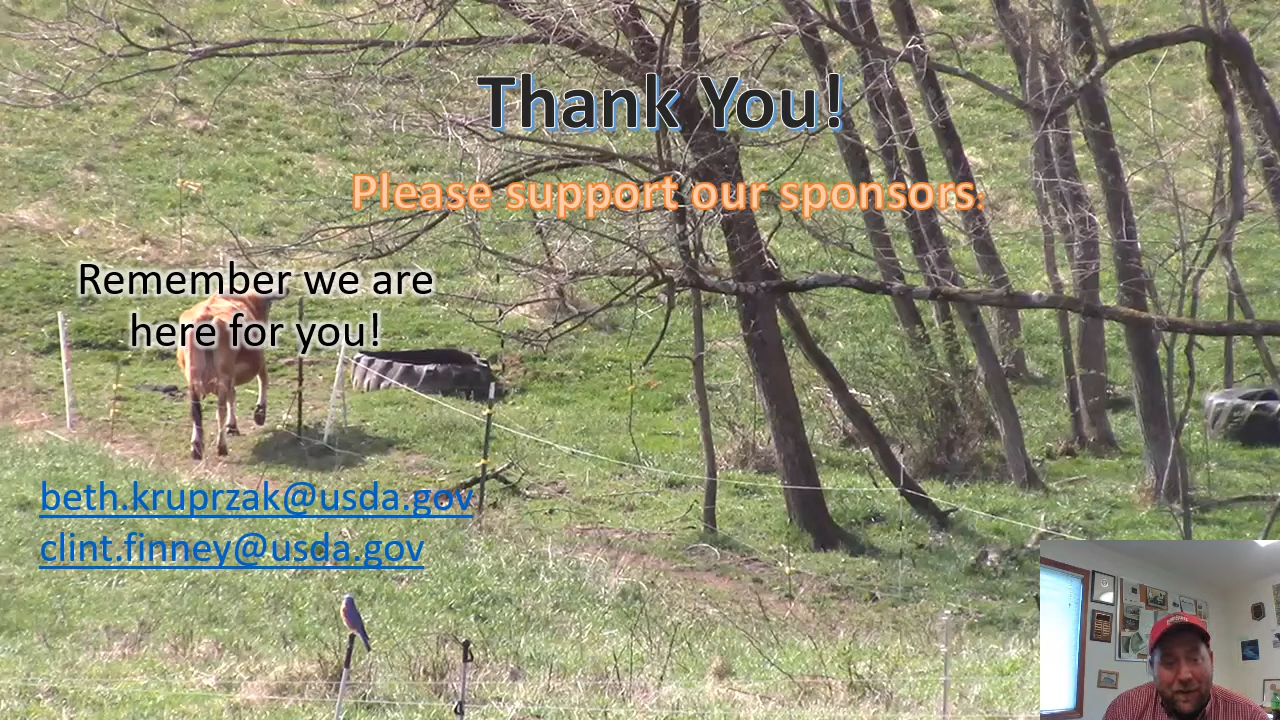 Thank You!
Please support our sponsors:
Remember we are
here for you!
beth.kruprzak@usda.gov
clint.finney@usda.gov